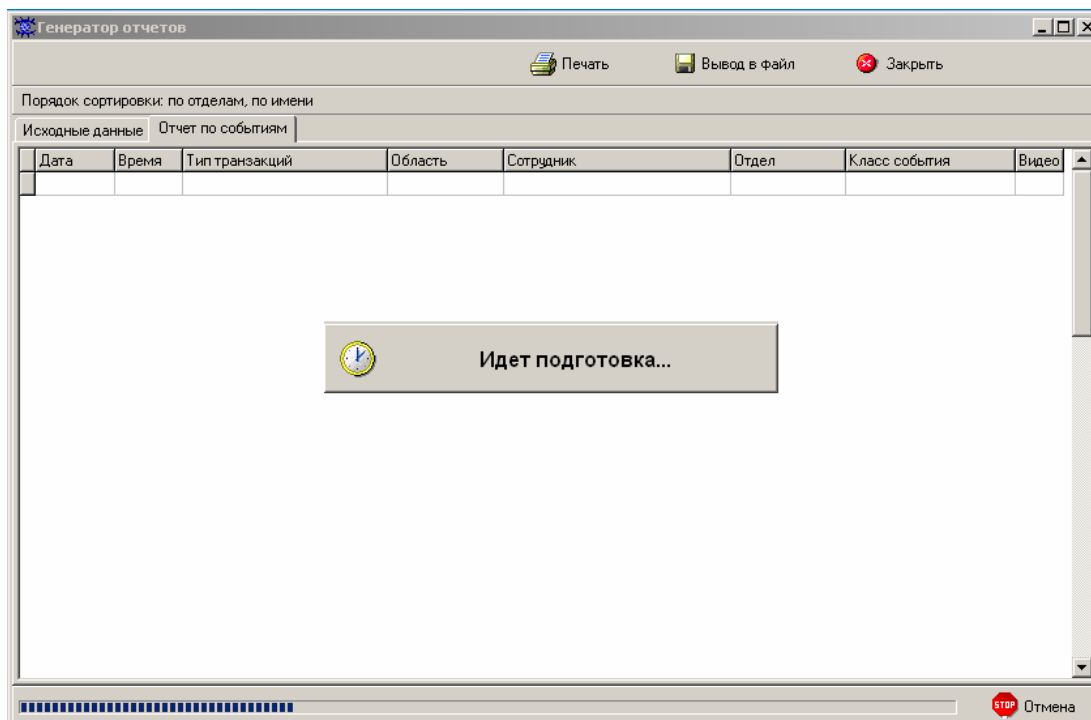 Генератор отчетов
Печать Вывод в файл Закрыть
Порядок сортировки: по отделам, по имени
Исходные данные Отчет по событиям
Дата Время Тип транзакций Область Сотрудник Отдел Класс события Видео
Идет подготовка...
STOP Отмена